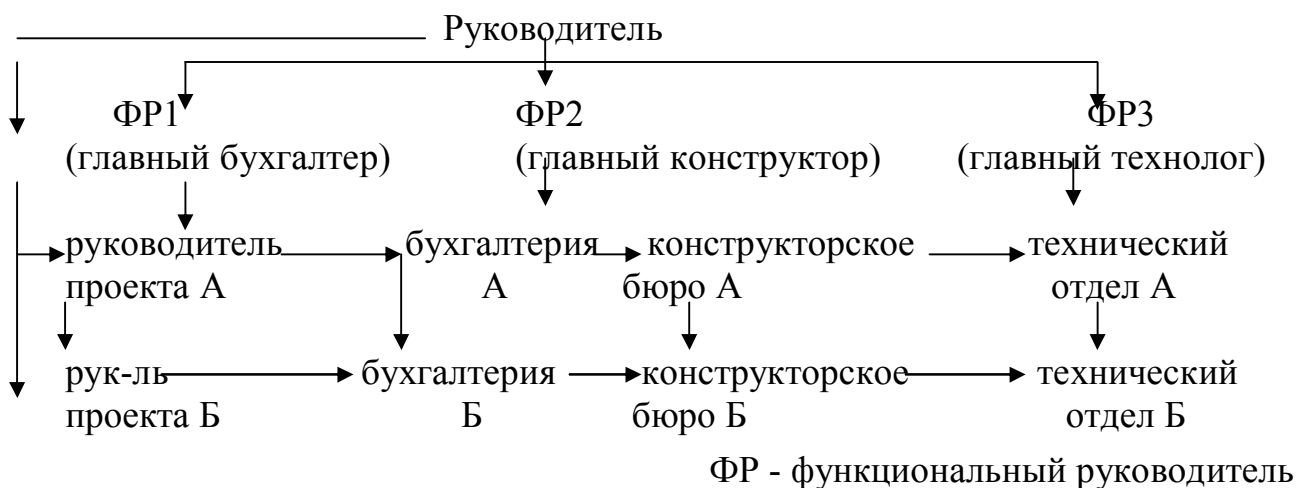 Руководитель
ФР1 ФР2 ФР3
(главный бухгалтер) (главный конструктор) (главный технолог)
руководитель бухгалтерия конструкторское технический
проекта А А бюро А отдел А
рук-ль бухгалтерия конструкторское технический
проекта Б Б бюро Б отдел Б
ФР - функциональный руководитель